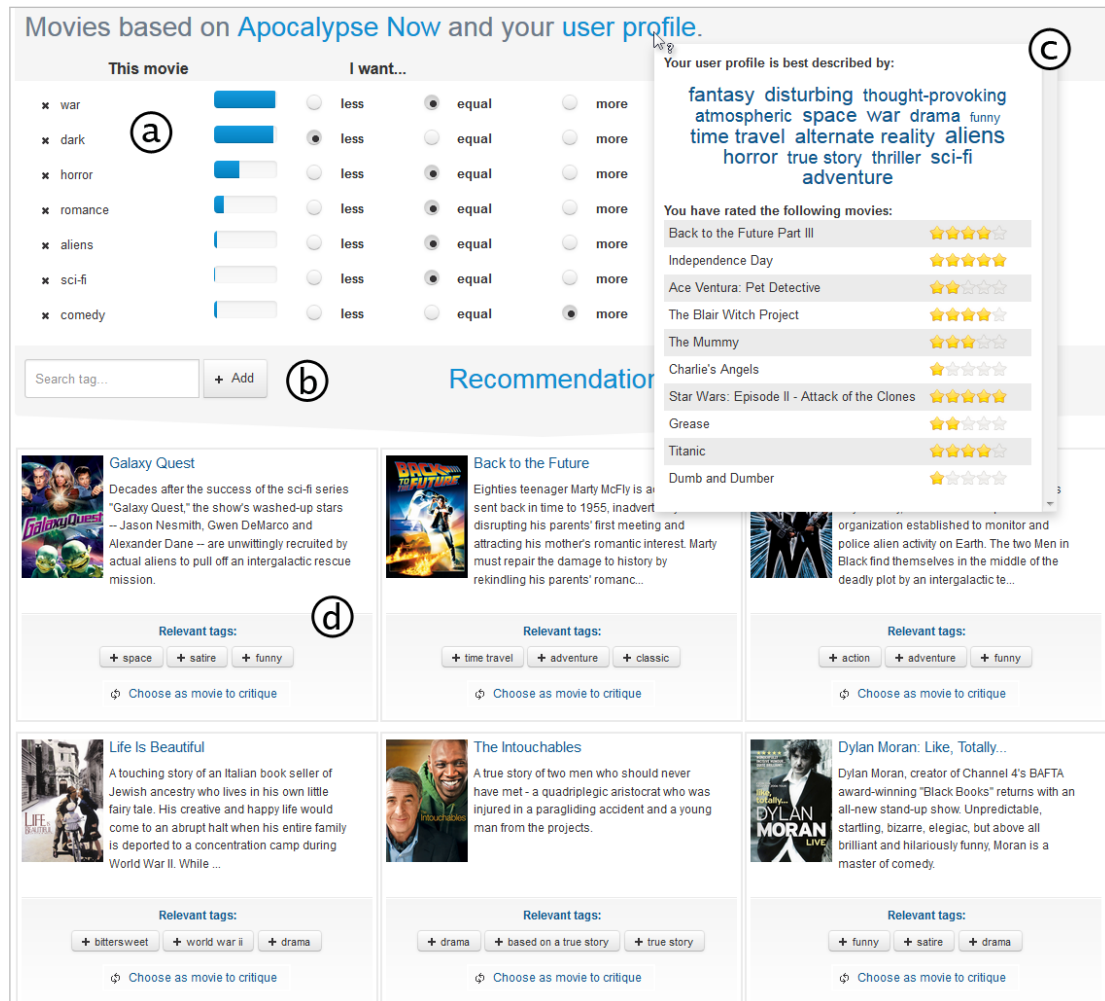 Movies based on Apocalypse Now and your user profile.
This movie I want...
✖ war less equal more
✖ dark less equal more
✖ horror less equal more
✖ romance less equal more
✖ aliens less equal more
✖ sci-fi less equal more
✖ comedy less equal more
a
c
Your user profile is best described by:
fantasy disturbing thought-provoking
atmospheric space war drama funny
time travel alternate reality aliens
horror true story thriller sci-fi
adventure
You have rated the following movies:
Back to the Future Part III
Independence Day
Ace Ventura: Pet Detective
The Blair Witch Project
The Mummy
Charlie's Angels
Star Wars: Episode II - Attack of the Clones
Grease
Titanic
Dumb and Dumber
Search tag...
+ Add
b
Recommendation
Galaxy Quest
Decades after the success of the sci-fi series
"Galaxy Quest," the show's washed-up stars
-- Jason Nesmith, Gwen DeMarco and
Alexander Dane -- are unwittingly recruited by
actual aliens to pull off an intergalactic rescue
mission.
GalaxyQuest
d
Relevant tags:
+ space + satire + funny
Choose as movie to critique
Back to the Future
Eighties teenager Marty McFly is ac
sent back in time to 1955, inadvert y
disrupting his parents' first meeting and
attracting his mother's romantic interest. Marty
must repair the damage to history by
rekindling his parents' romanc...
BACK
TO THE FUTURE
Relevant tags:
+ time travel + adventure + classic
Choose as movie to critique
organization established to monitor and
police alien activity on Earth. The two Men in
Black find themselves in the middle of the
deadly plot by an intergalactic te...
Relevant tags:
+ action + adventure + funny
Choose as movie to critique
Life Is Beautiful
A touching story of an Italian book seller of
Jewish ancestry who lives in his own little
fairy tale. His creative and happy life would
come to an abrupt halt when his entire family
is deported to a concentration camp during
World War II. While ...
LIFE IS
BEAUTIFUL
Relevant tags:
+ bittersweet + world war ii + drama
Choose as movie to critique
The Intouchables
A true story of two men who should never
have met - a quadriplegic aristocrat who was
injured in a paragliding accident and a young
man from the projects.
Intouchables
Relevant tags:
+ drama + based on a true story + true story
Choose as movie to critique
Dylan Moran: Like, Totally...
Dylan Moran, creator of Channel 4's BAFTA
award-winning "Black Books" returns with an
all-new stand-up show. Unpredictable,
startling, bizarre, elegiac, but above all
brilliant and hilariously funny, Moran is a
master of comedy.
like,
totally...
DYLAN
MORAN
LIVE
Relevant tags:
+ funny + satire + drama
Choose as movie to critique